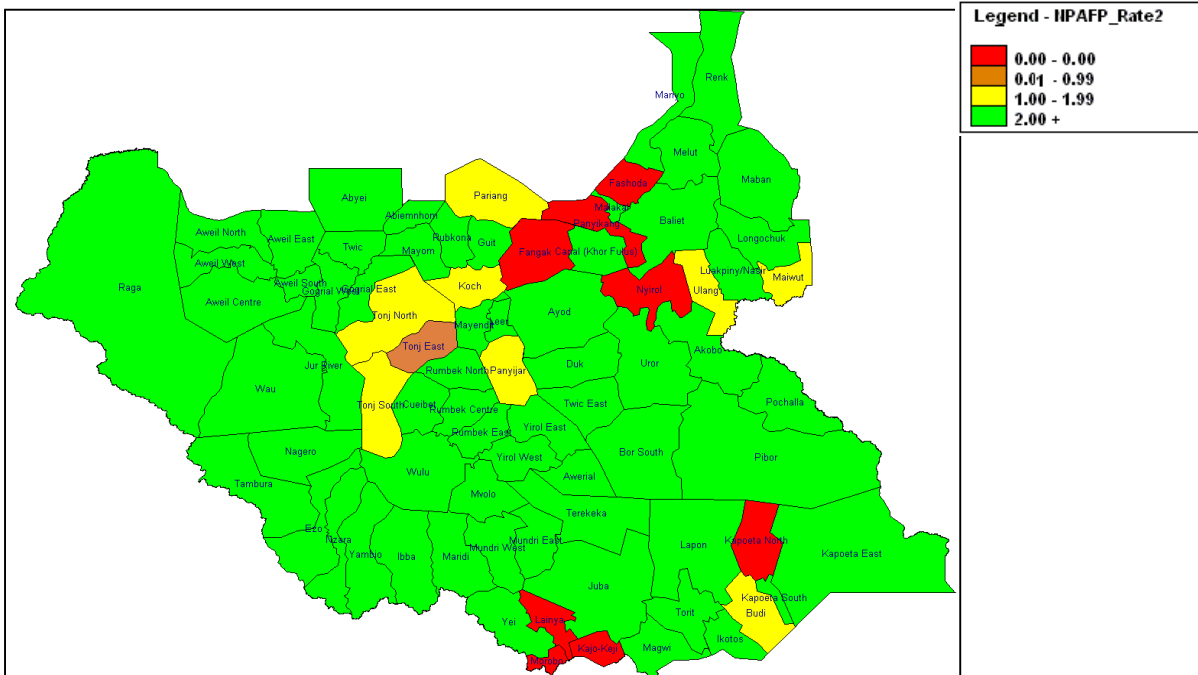 Legend - NPAFP_Rate2
0.00 - 0.00
0.01 - 0.99
1.00 - 1.99
2.00 +
Renk
Manyo
Melut
Maban
Fashoda
Malakal
Panyikang
Baliet
Pariang
Abyei
Abiemnhom
Rubkona
Guit
Mayom
Twic
Fangak
Canal (Khor Fulus)
Longochuk
Luakpiny/Nasir
Maiwut
Ulang
Nyirol
Aweil North
Aweil East
Aweil West
Aweil South
Aweil Centre
Gogrial West
Gogrial East
Raga
Koch
Tonj North
Mayendit
Leer
Ayod
Tonj East
Jur River
Wau
Rumbek North
Panyijar
Duk
Uror
Akobo
Pochalla
Tonj South
Cueibet
Rumbek Centre
Rumbek East
Twic East
Yirol East
Yirol West
Bor South
Pibor
Nagero
Wulu
Awerial
Tambura
Mvolo
Terekeka
Ezo
Nzara
Yambio
Ibba
Maridi
Mundri West
Mundri East
Lapon
Kapoeta North
Kapoeta East
Juba
Kapoeta South
Budi
Torit
Ikotos
Magwi
Yei
Lainya
Kajo-Keji
Morobo